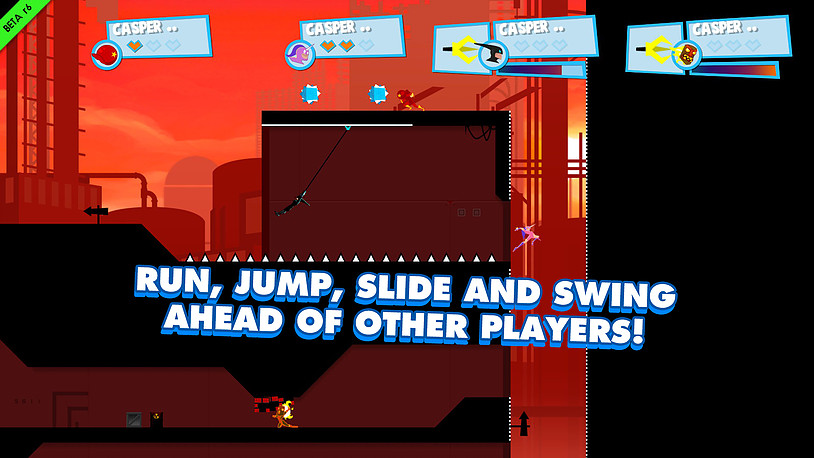 BETA r6
CASPER ..
CASPER ..
CASPER ..
CASPER ..
RUN, JUMP, SLIDE AND SWING
AHEAD OF OTHER PLAYERS!